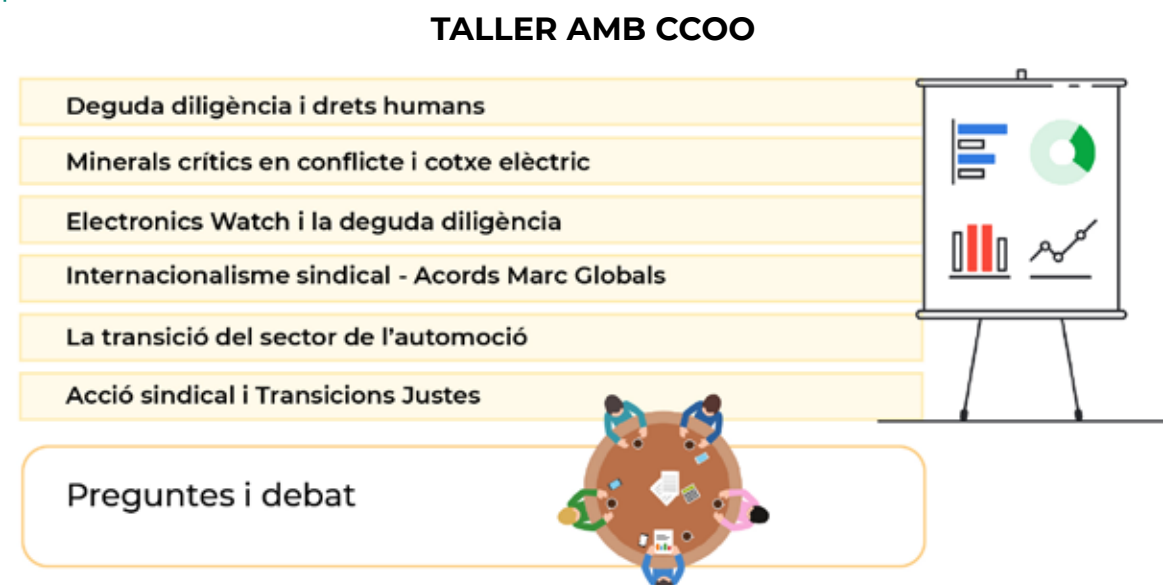 TALLER AMB CCOO
Deguda diligència i drets humans
Minerals crítics en conflicte i cotxe elèctric
Electronics Watch i la deguda diligència
Internacionalisme sindical - Acords Marc Globals
La transició del sector de l'automoció
Acció sindical i Transicions Justes
Preguntes i debat